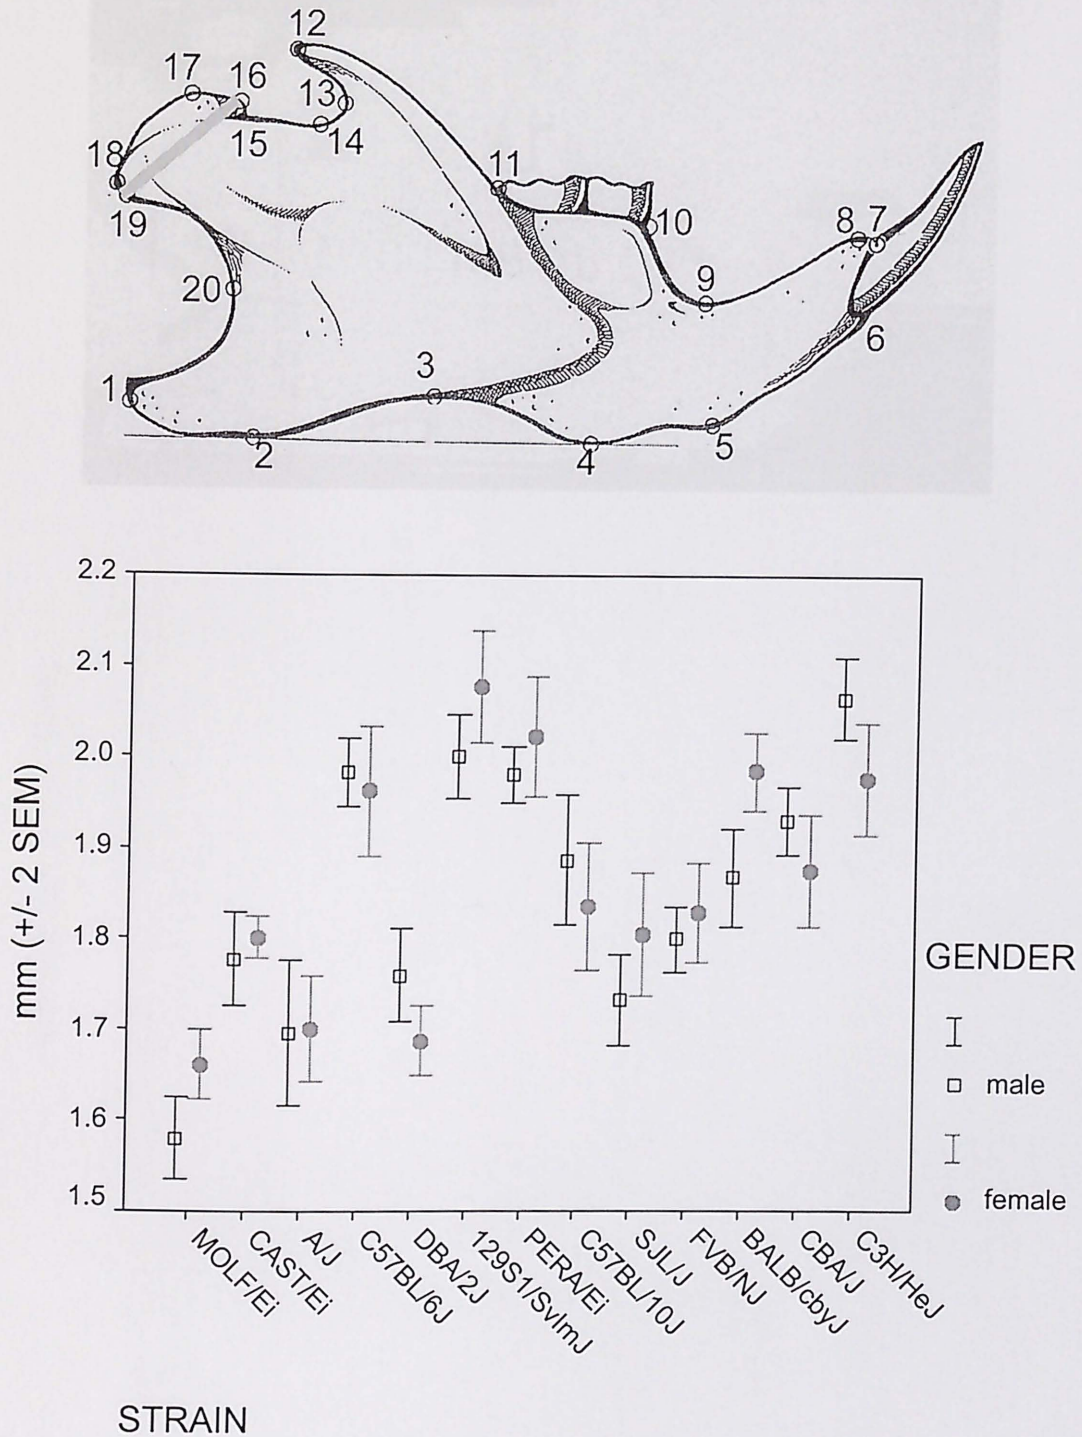 12
17
16
13
15
14
18
11
19
10
8
7
20
9
6
3
1
2
4
5
2.2
2.1
2.0
1.9
1.8
1.7
1.6
1.5
mm (+/- 2 SEM)
GENDER
male
female
MOLF/Ei
CAST/Ei
A/J
C57BL/6J
DBA/2J
129S1/SvImJ
PERA/Ei
C57BL/10J
SJL/J
FVB/NJ
BALB/cbyJ
CBA/J
C3H/HeJ
STRAIN